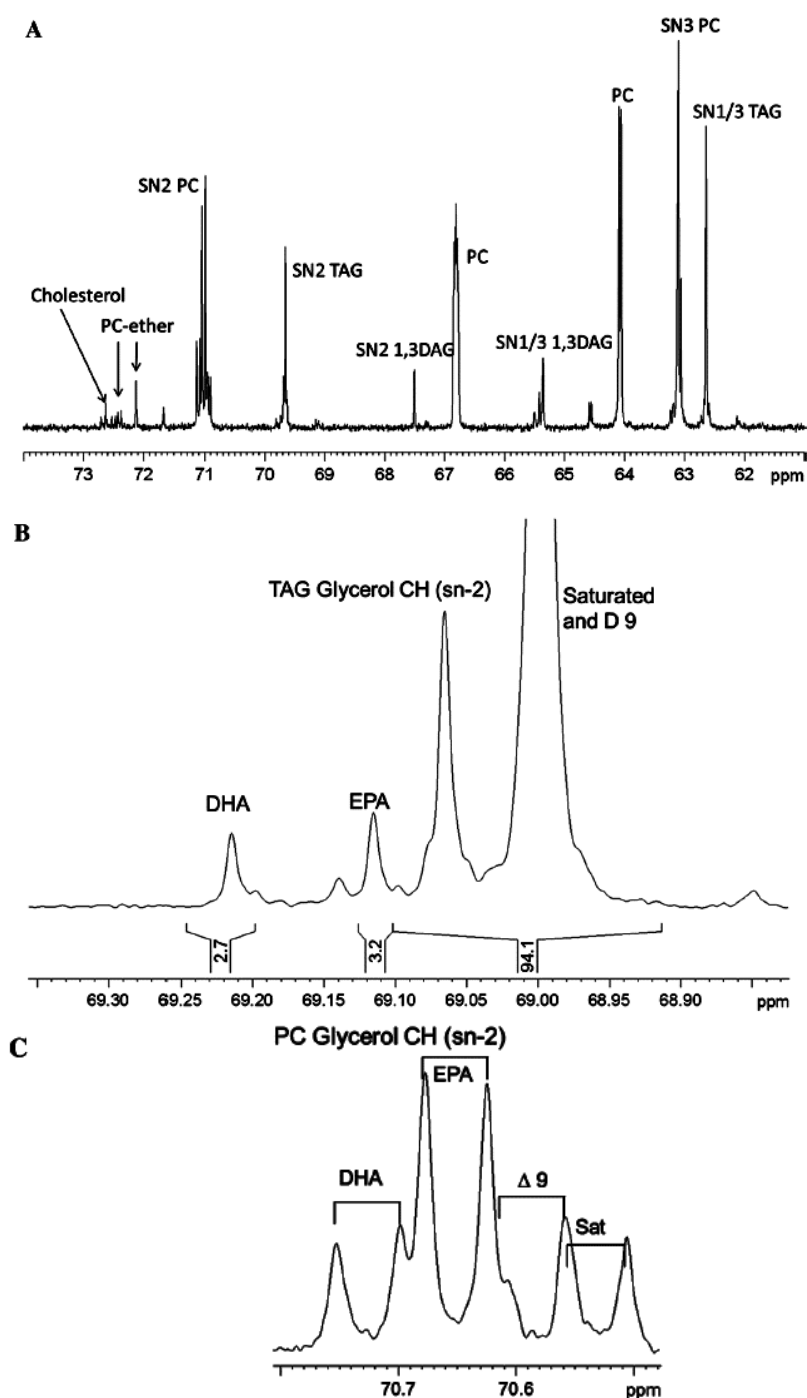 A
SN3 PC
PC
SN1/3 TAG
SN2 PC
SN2 TAG
PC
Cholesterol
PC-ether
SN2 1,3DAG
SN1/3 1,3DAG
73 72 71 70 69 68 67 66 65 64 63 62 ppm
B
TAG Glycerol CH (sn-2)
Saturated
and D 9
DHA
EPA
2.7
3.2
94.1
69.30 69.25 69.20 69.15 69.10 69.05 69.00 68.95 68.90 ppm
C
PC Glycerol CH (sn-2)
EPA
DHA
Δ 9
Sat
70.7 70.6 ppm